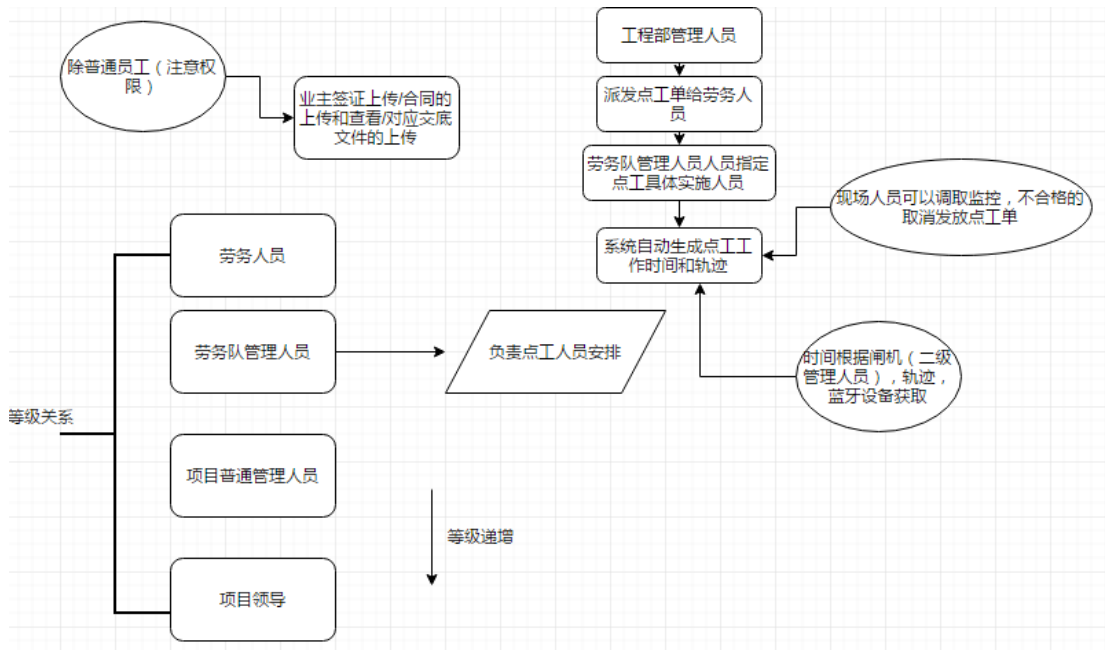 除普通员工（注意权
限）
业主签证上传/合同的
上传和查看/对应交底
文件的上传
工程部管理人员
派发点工单给劳务人
员
劳务队管理人员人员指定
点工具体实施人员
系统自动生成点工工
作时间和轨迹
现场人员可以调取监控，不合格的
取消发放点工单
时间根据闸机（二级
管理人员），轨迹，
蓝牙设备获取
等级关系
劳务人员
劳务队管理人员
负责点工人员安排
项目普通管理人员
项目领导
等级递增